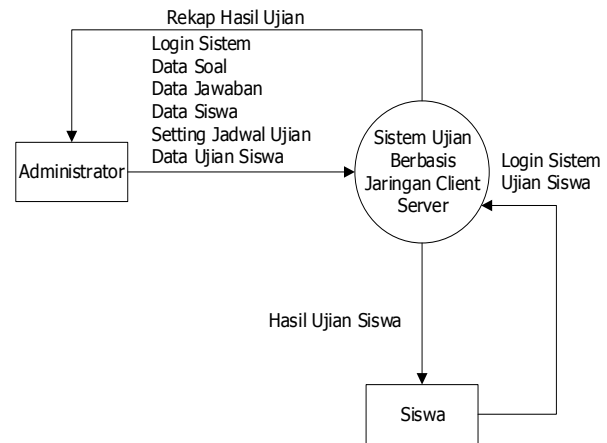 Rekap Hasil Ujian
Login Sistem
Data Soal
Data Jawaban
Data Siswa
Setting Jadwal Ujian
Data Ujian Siswa
Administrator
Sistem Ujian
Berbasis
Jaringan Client
Server
Login Sistem
Ujian Siswa
Hasil Ujian Siswa
Siswa